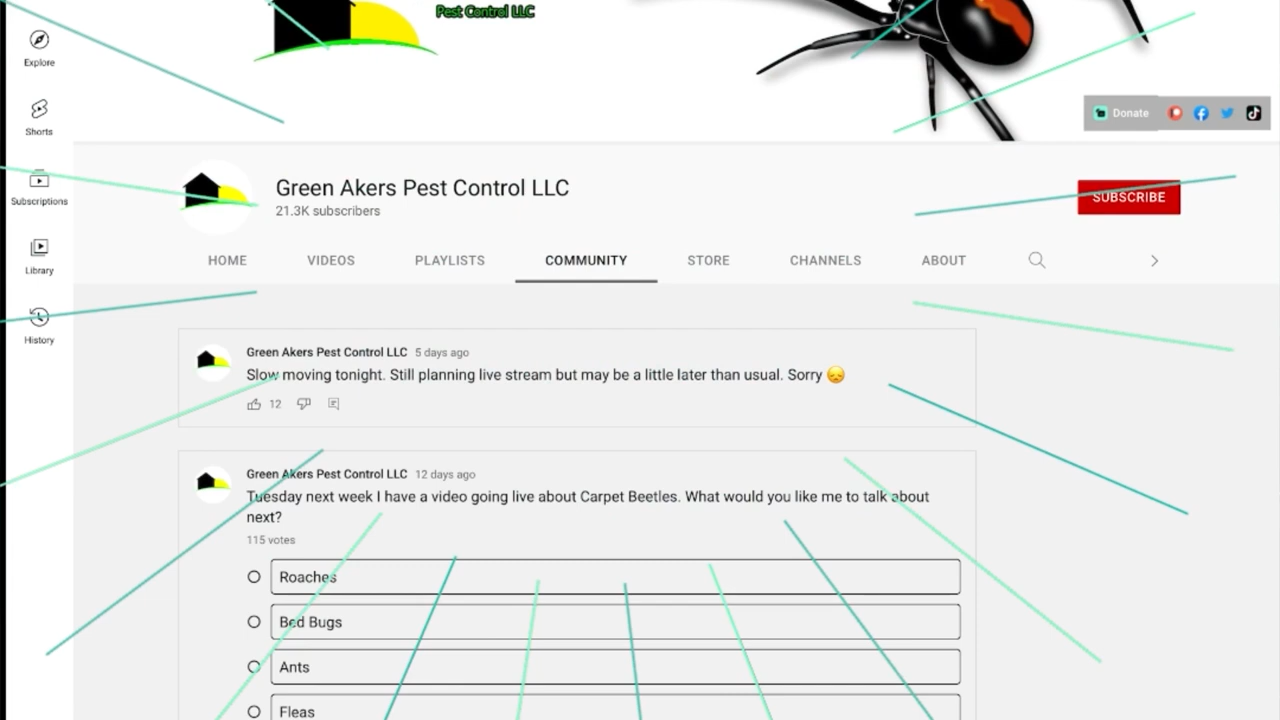 Pest Control LLC
Explore
Shorts
Subscriptions
Library
History
Donate
Green Akers Pest Control LLC
21.3K subscribers
SUBSCRIBE
HOME VIDEOS PLAYLISTS COMMUNITY STORE CHANNELS ABOUT
Green Akers Pest Control LLC 5 days ago
Slow moving tonight. Still planning live stream but may be a little later than usual. Sorry 😞
12
Green Akers Pest Control LLC 12 days ago
Tuesday next week I have a video going live about Carpet Beetles. What would you like me to talk about
next?
115 votes
Roaches
Bed Bugs
Ants
Fleas